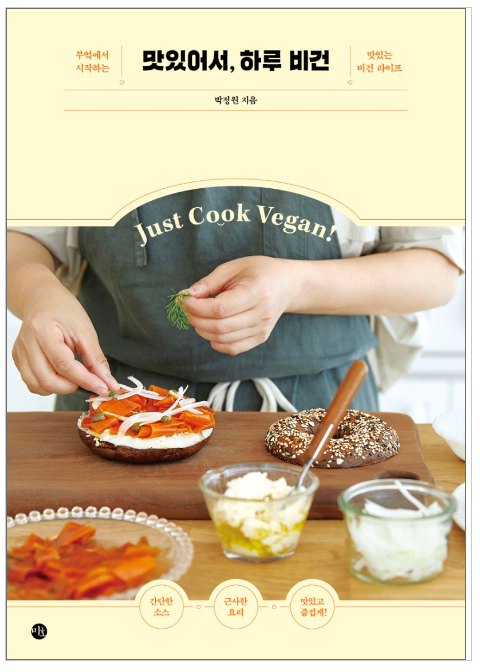 부엌에서
시작하는
맛있어서, 하루 비건
맛있는
비건 라이프
박정원 지음
Just Cook Vegan!
간단한
소스
근사한
요리
맛있고
즐겁게!